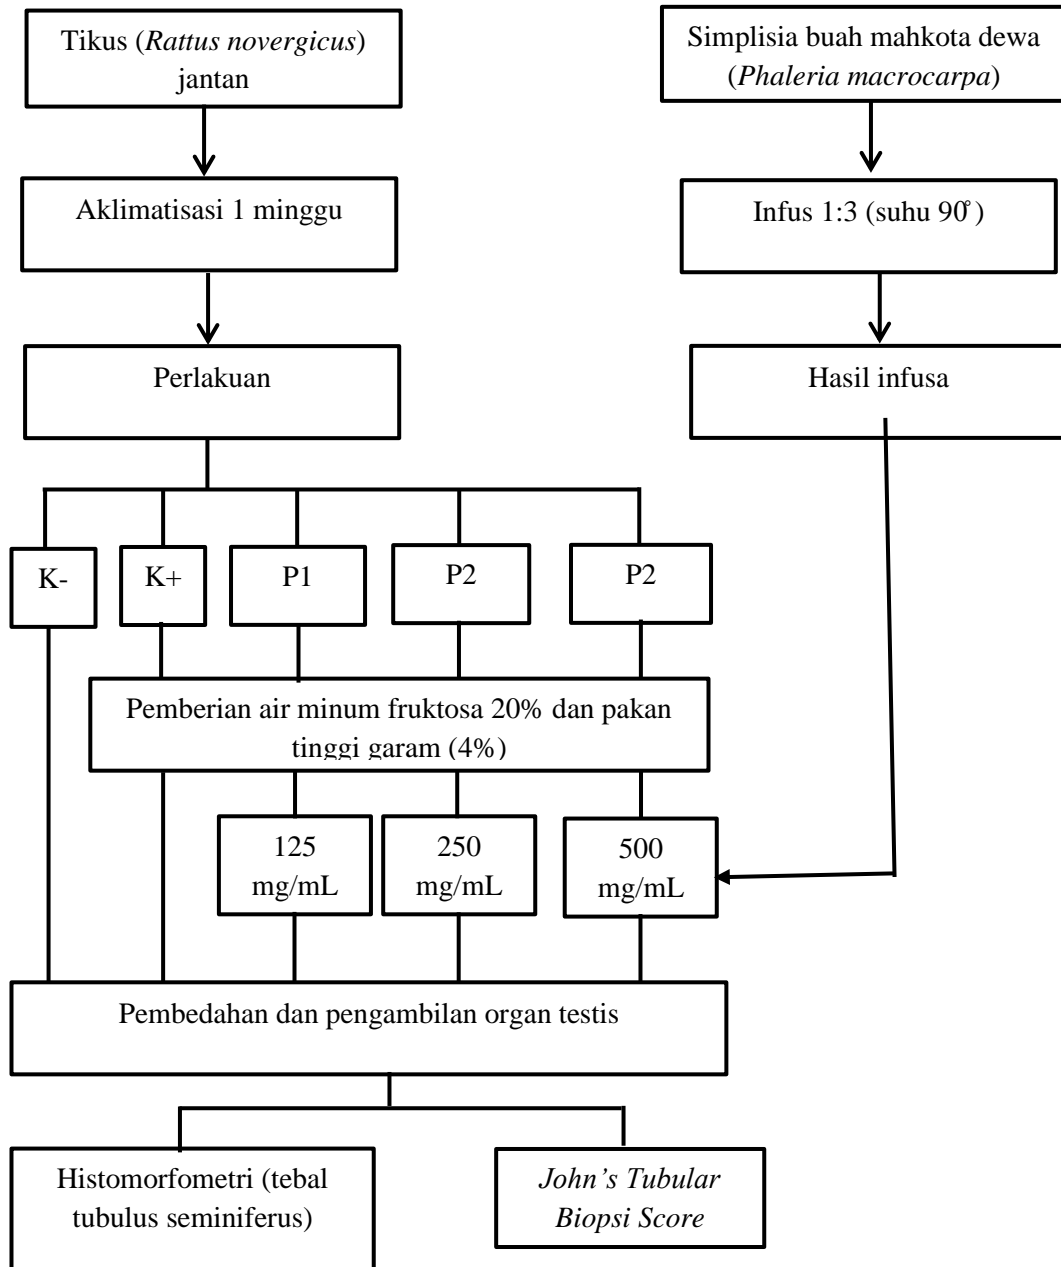 Tikus (Rattus novergicus)
jantan
Simplisia buah mahkota dewa
(Phaleria macrocarpa)
Aklimatisasi 1 minggu
Infus 1:3 (suhu 90̊ )
Perlakuan
Hasil infusa
K-
K+
P1
P2
P2
Pemberian air minum fruktosa 20% dan pakan
tinggi garam (4%)
125
mg/mL
250
mg/mL
500
mg/mL
Pembedahan dan pengambilan organ testis
Histomorfometri (tebal
tubulus seminiferus)
John’s Tubular
Biopsi Score